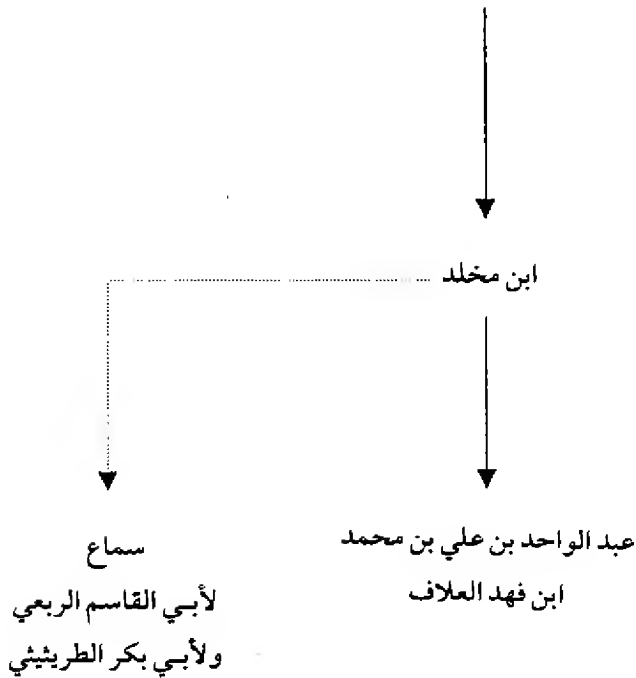 ابن مخلد
عبد الواحد بن علي بن محمد
ابن فهد العلاف
سماع
لأبي القاسم الربعي
ولأبي بكر الطريثيثي